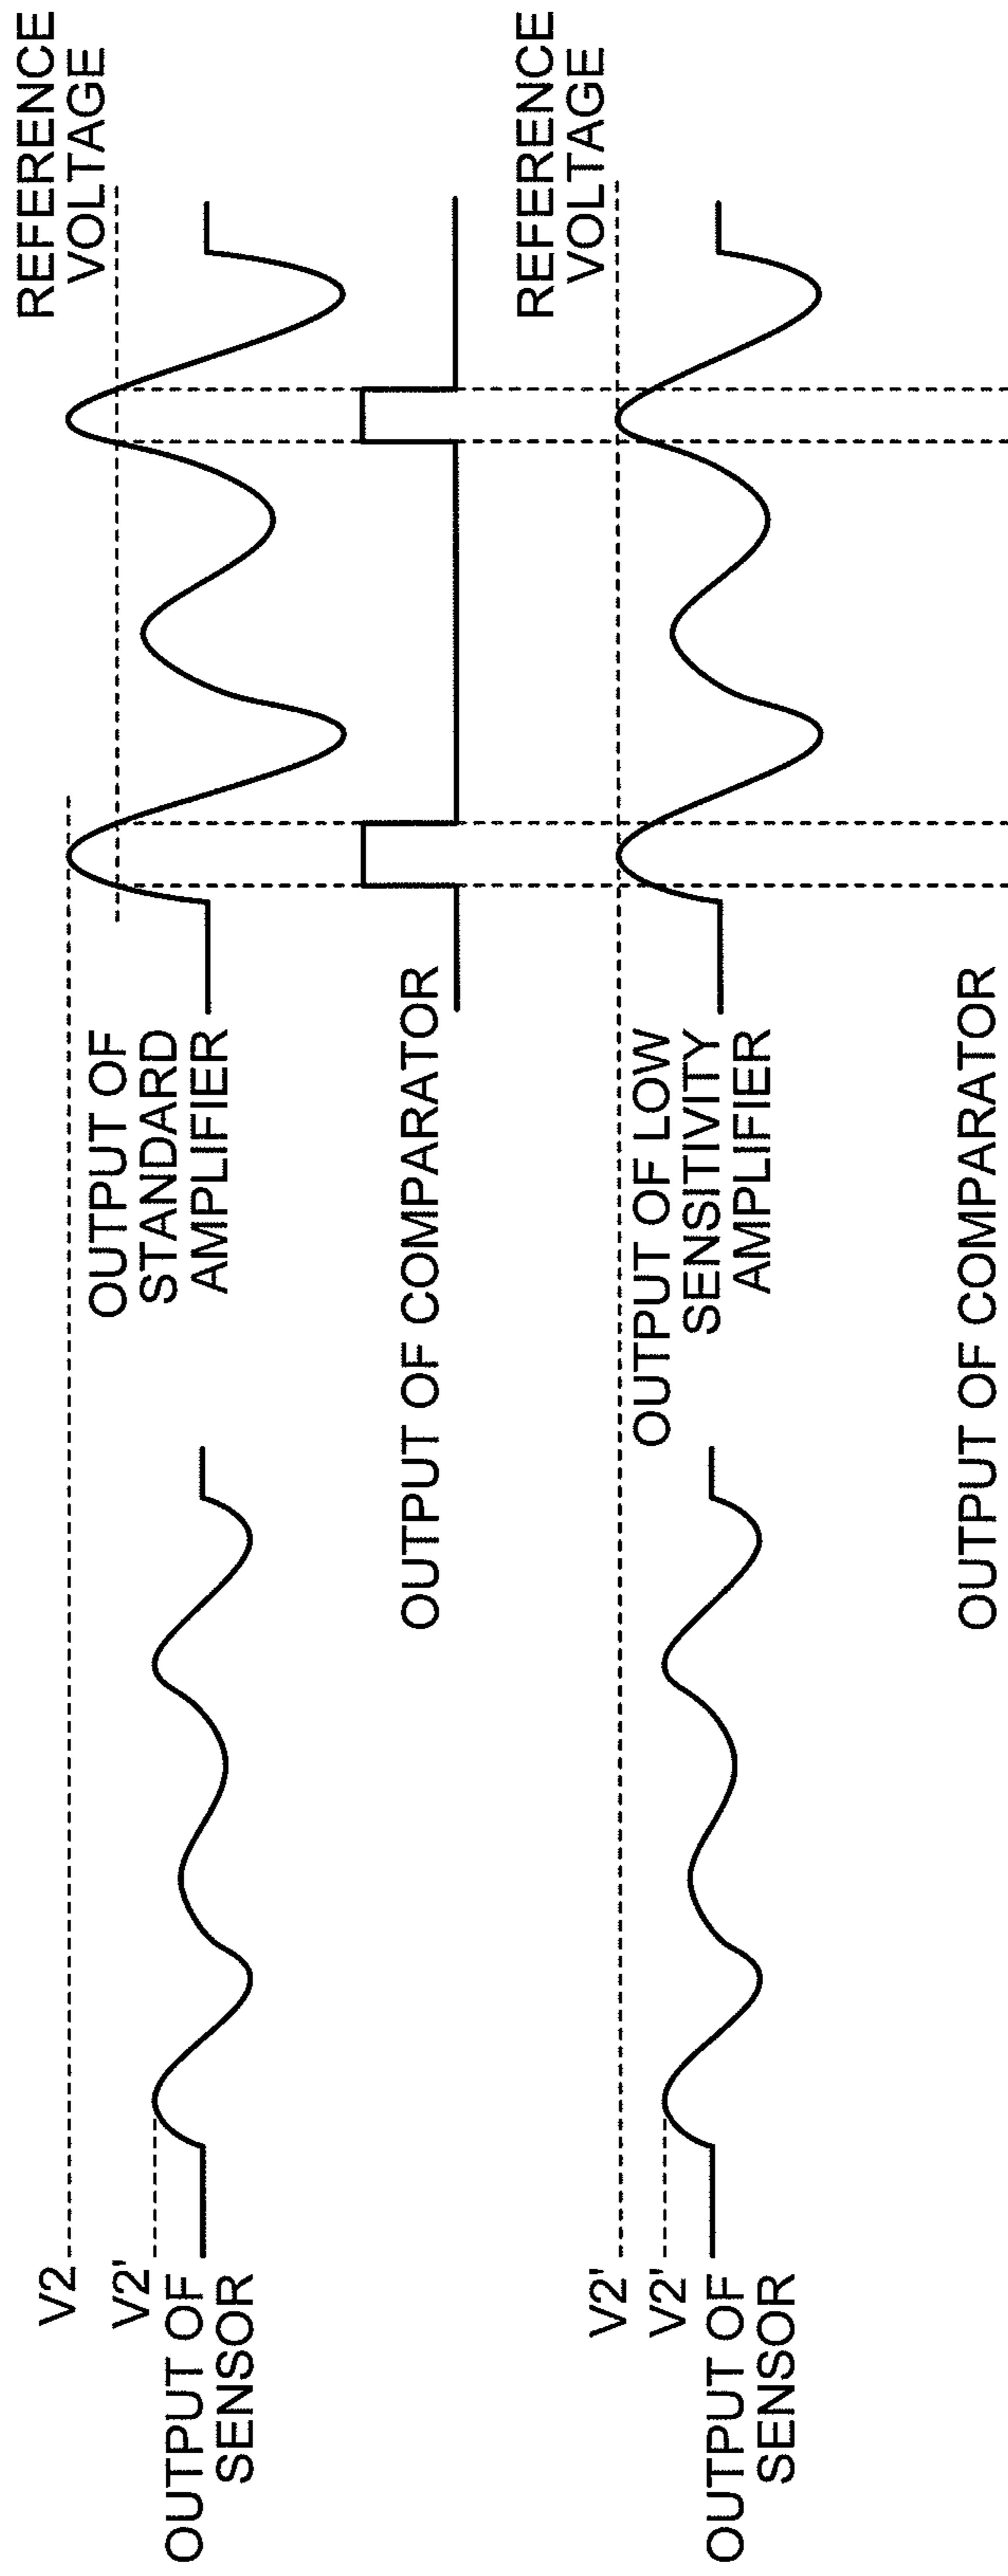 V2
V2'
OUTPUT OF
SENSOR
OUTPUT OF
STANDARD
AMPLIFIER
REFERENCE
VOLTAGE
OUTPUT OF COMPARATOR
V2'
V2'
OUTPUT OF
SENSOR
OUTPUT OF LOW
SENSITIVITY
AMPLIFIER
REFERENCE
VOLTAGE
OUTPUT OF COMPARATOR